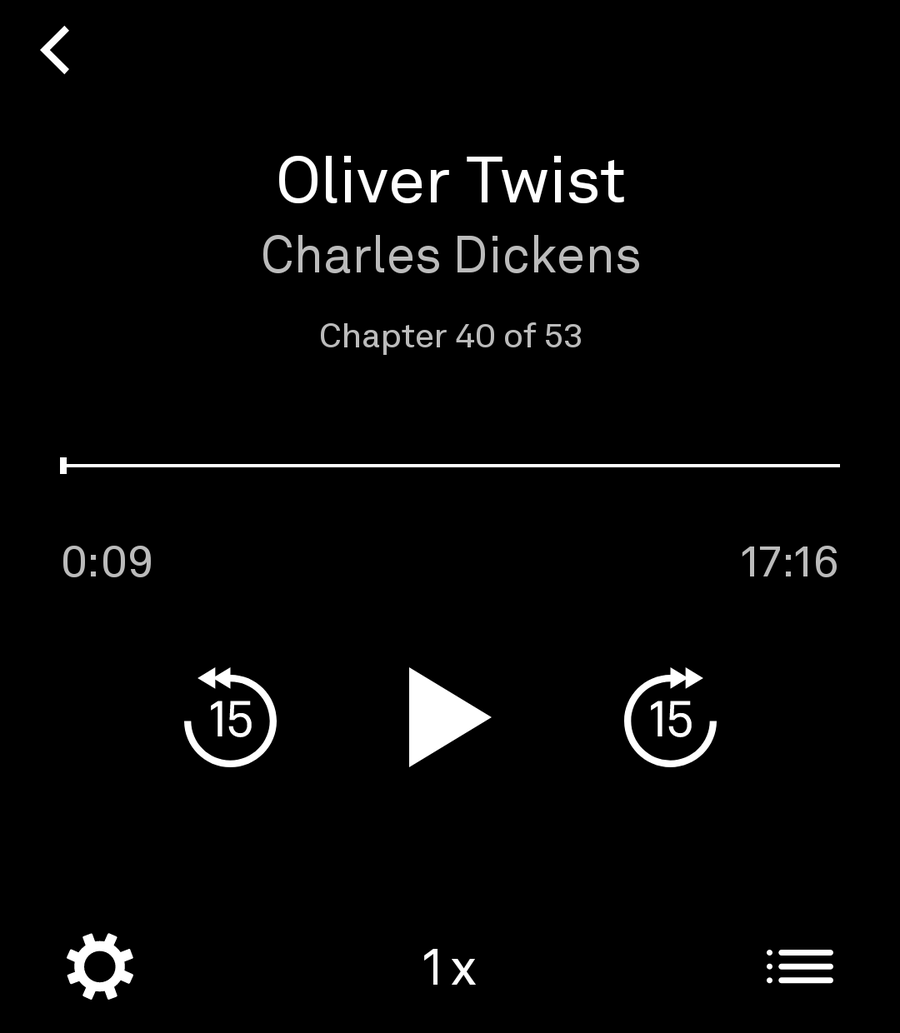 Oliver Twist
Charles Dickens
Chapter 40 of 53
0:09 17:16
15 15
1x